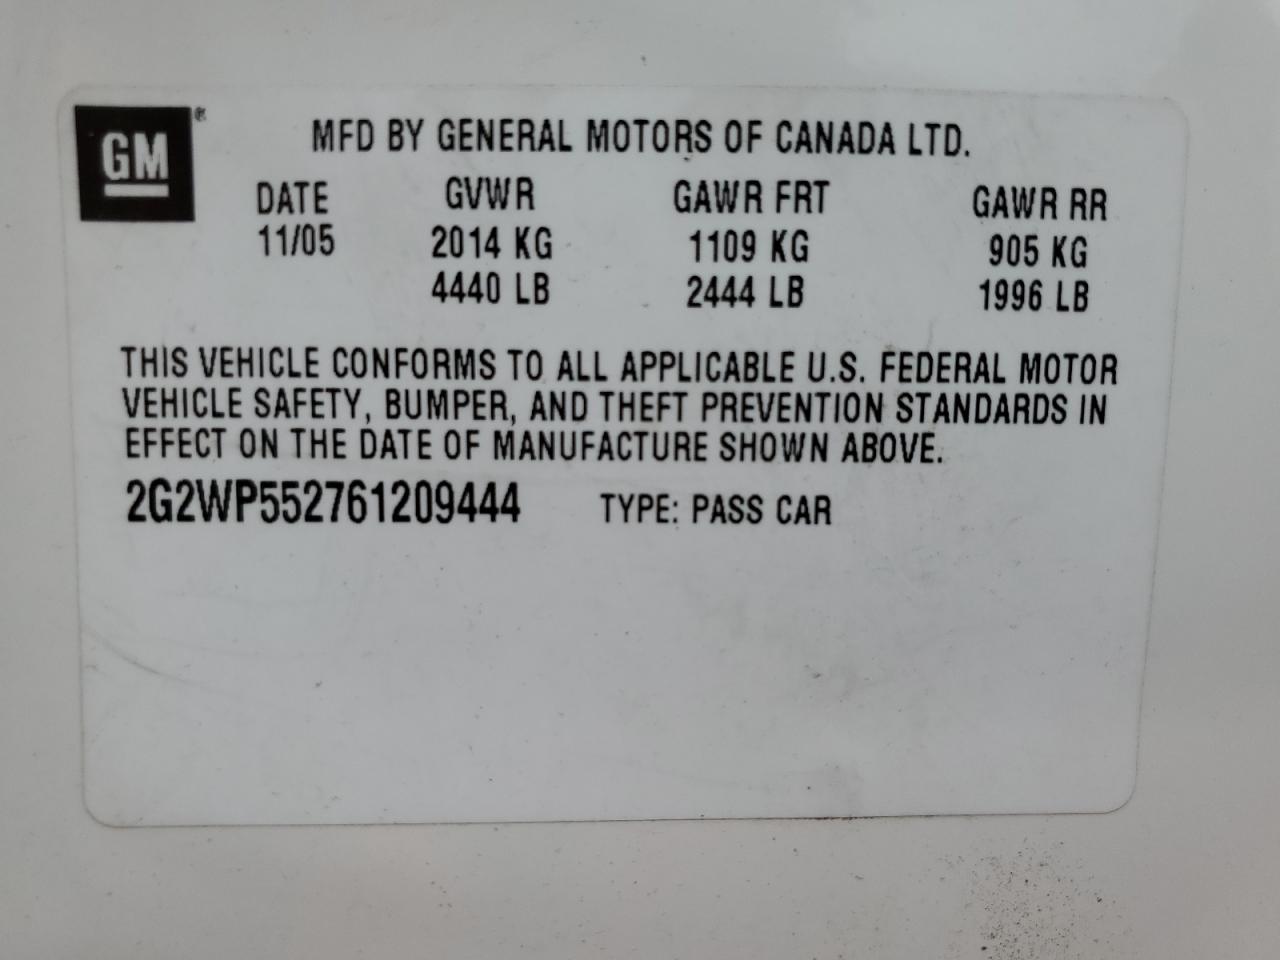 GM®
MFD BY GENERAL MOTORS OF CANADA LTD.
DATE GVWR GAWR FRT GAWR RR
11/05 2014 KG 1109 KG 905 KG
4440 LB 2444 LB 1996 LB
THIS VEHICLE CONFORMS TO ALL APPLICABLE U.S. FEDERAL MOTOR
VEHICLE SAFETY, BUMPER, AND THEFT PREVENTION STANDARDS IN
EFFECT ON THE DATE OF MANUFACTURE SHOWN ABOVE.
2G2WP552761209444 TYPE: PASS CAR